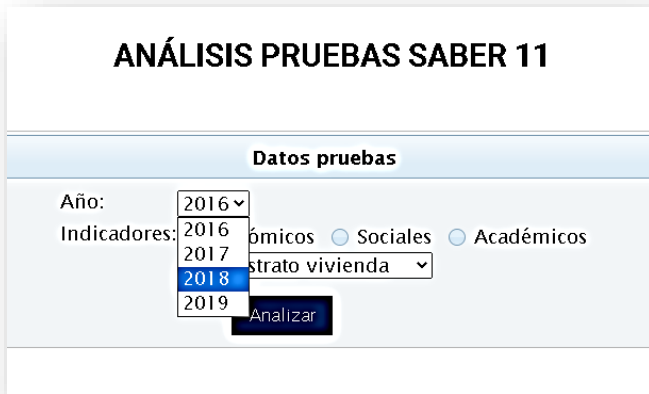 ANÁLISIS PRUEBAS SABER 11
Datos pruebas
Año:
2016
Indicadores:
ómicos
Sociales
Académicos
2016
2017
2018
2019
strato vivienda
Analizar